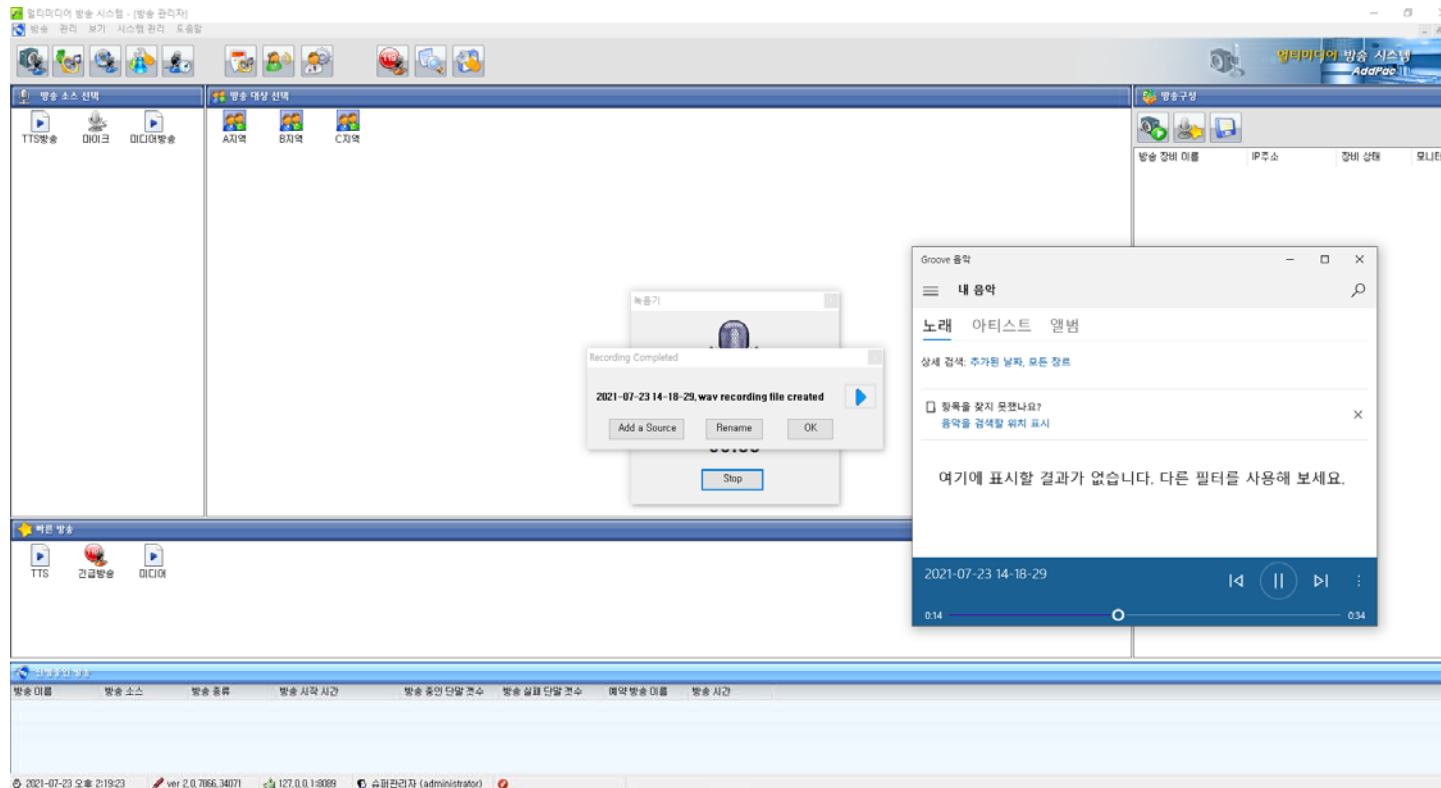 멀티미디어 방송 시스템 - [방송 관리자]
방송 관리 보기 시스템 관리 도움말
멀티미디어 방송 시스템
AddPac
방송 소스 선택
방송 대상 선택
방송구성
TTS방송 마이크 미디어방송
A지역 B지역 C지역
방송 장비 이름 IP주소 장비 상태
Groove 음악
내 음악
노래 아티스트 앨범
상세 검색: 추가된 날짜, 모든 장르
항목을 찾지 못했나요?
음악을 검색할 위치 표시
여기에 표시할 결과가 없습니다. 다른 필터를 사용해 보세요.
2021-07-23 14-18-29
0:14 0:34
녹음기
Recording Completed
2021-07-23 14-18-29.wav recording file created
Add a Source Rename OK
Stop
빠른 방송
TTS 긴급방송 미디어
진행중인 방송
방송 이름 방송 소스 방송 종류 방송 시작 시간 방송 중인 단말 갯수 방송 실패 단말 갯수 예약 방송 이름 방송 시간
2021-07-23 오후 2:19:23 ver 2.0.7866.34071 127.0.0.1:8089 슈퍼관리자 (administrator)